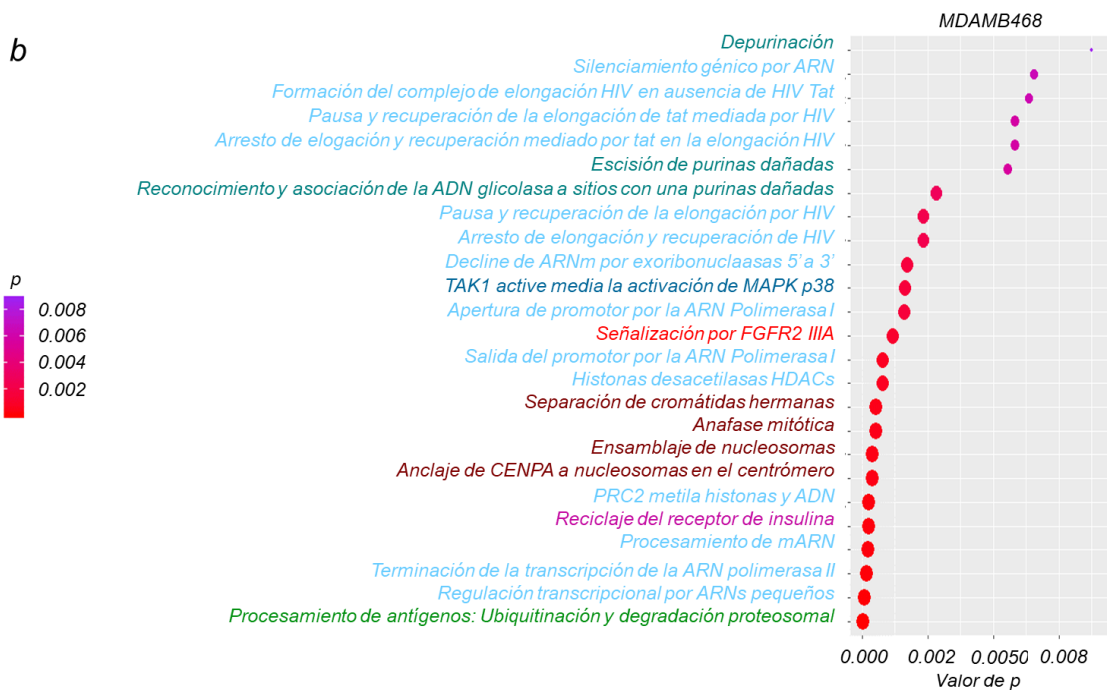 MDAMB468
b
Depurinación
Silenciamiento génico por ARN
Formación del complejo de elongación HIV en ausencia de HIV Tat
Pausa y recuperación de la elongación de tat mediada por HIV
Arresto de elogación y recuperación mediado por tat en la elongación HIV
Escisión de purinas dañadas
Reconocimiento y asociación de la ADN glicolasa a sitios con una purinas dañadas
Pausa y recuperación de la elongación por HIV
Arresto de elongación y recuperación de HIV
Decline de ARNm por exoribonuclaasas 5’ a 3’
TAK1 active media la activación de MAPK p38
Apertura de promotor por la ARN Polimerasa I
Señalización por FGFR2 IIIA
Salida del promotor por la ARN Polimerasa I
Histonas desacetilasas HDACs
Separación de cromátidas hermanas
Anafase mitótica
Ensamblaje de nucleosomas
Anclaje de CENPA a nucleosomas en el centrómero
PRC2 metila histonas y ADN
Reciclaje del receptor de insulina
Procesamiento de mARN
Terminación de la transcripción de la ARN polimerasa II
Regulación transcripcional por ARNs pequeños
Procesamiento de antígenos: Ubiquitinación y degradación proteosomal
p
0.008
0.006
0.004
0.002
0.000 0.002 0.0050 0.008
Valor de p